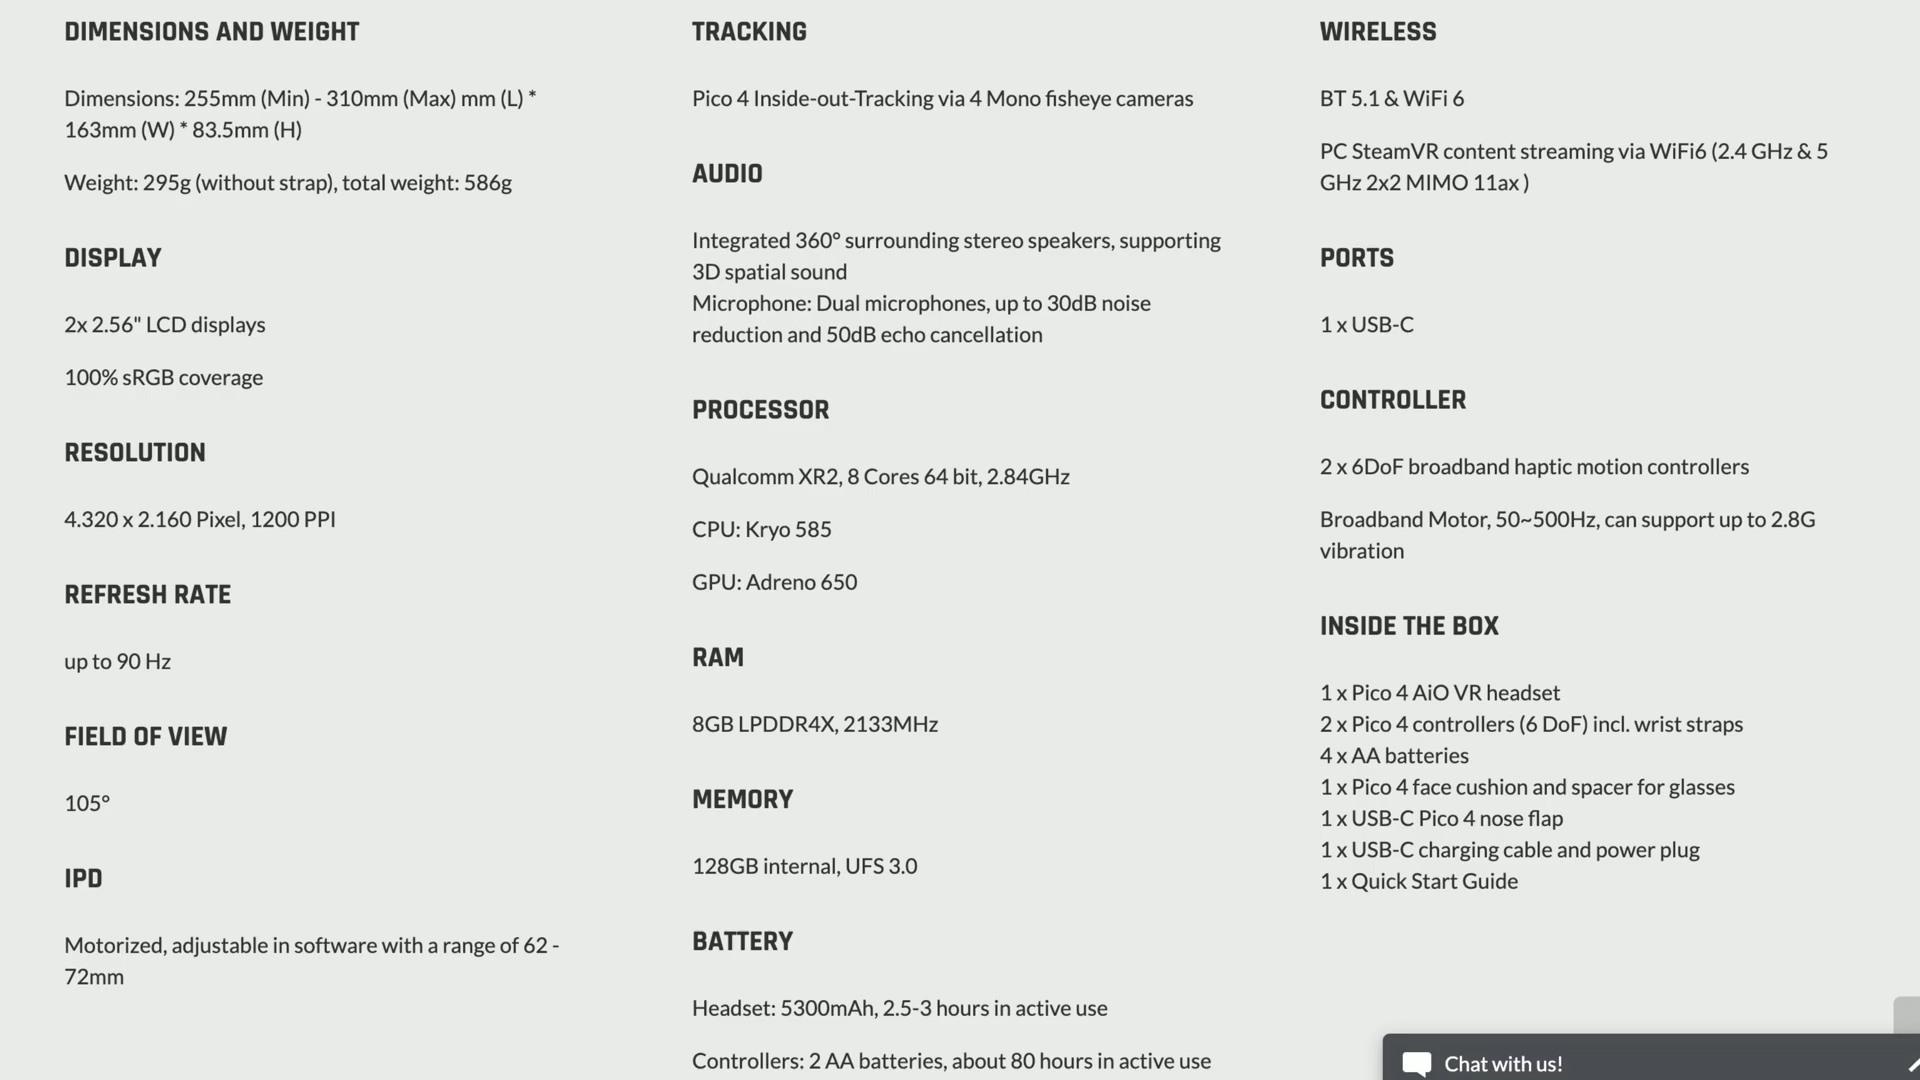 DIMENSIONS AND WEIGHT
Dimensions: 255mm (Min) - 310mm (Max) mm (L) *
163mm (W) * 83.5mm (H)
Weight: 295g (without strap), total weight: 586g
DISPLAY
2x 2.56" LCD displays
100% sRGB coverage
RESOLUTION
4.320 x 2.160 Pixel, 1200 PPI
REFRESH RATE
up to 90 Hz
FIELD OF VIEW
105°
IPD
Motorized, adjustable in software with a range of 62 -
72mm
TRACKING
Pico 4 Inside-out-Tracking via 4 Mono fisheye cameras
AUDIO
Integrated 360° surrounding stereo speakers, supporting
3D spatial sound
Microphone: Dual microphones, up to 30dB noise
reduction and 50dB echo cancellation
PROCESSOR
Qualcomm XR2, 8 Cores 64 bit, 2.84GHz
CPU: Kryo 585
GPU: Adreno 650
RAM
8GB LPDDR4X, 2133MHz
MEMORY
128GB internal, UFS 3.0
BATTERY
Headset: 5300mAh, 2.5-3 hours in active use
Controllers: 2 AA batteries, about 80 hours in active use
WIRELESS
BT 5.1 & WiFi 6
PC SteamVR content streaming via WiFi6 (2.4 GHz & 5
GHz 2x2 MIMO 11ax )
PORTS
1 x USB-C
CONTROLLER
2 x 6DoF broadband haptic motion controllers
Broadband Motor, 50~500Hz, can support up to 2.8G
vibration
INSIDE THE BOX
1 x Pico 4 AiO VR headset
2 x Pico 4 controllers (6 DoF) incl. wrist straps
4 x AA batteries
1 x Pico 4 face cushion and spacer for glasses
1 x USB-C Pico 4 nose flap
1 x USB-C charging cable and power plug
1 x Quick Start Guide
Chat with us!